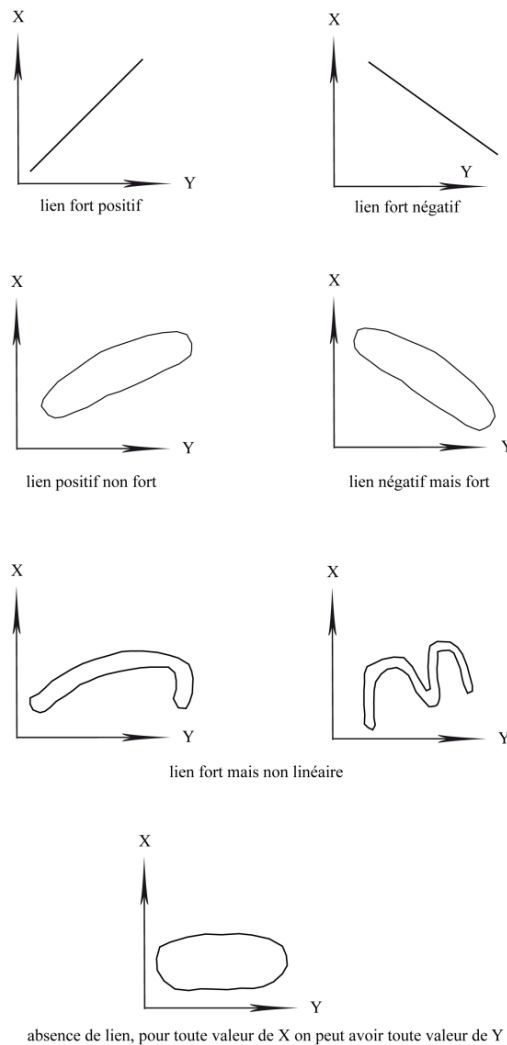 X
X
Y
Y
lien fort positif
lien fort négatif
X
X
Y
Y
lien positif non fort
lien négatif mais fort
X
X
Y
Y
lien fort mais non linéaire
X
Y
absence de lien, pour toute valeur de X on peut avoir toute valeur de Y